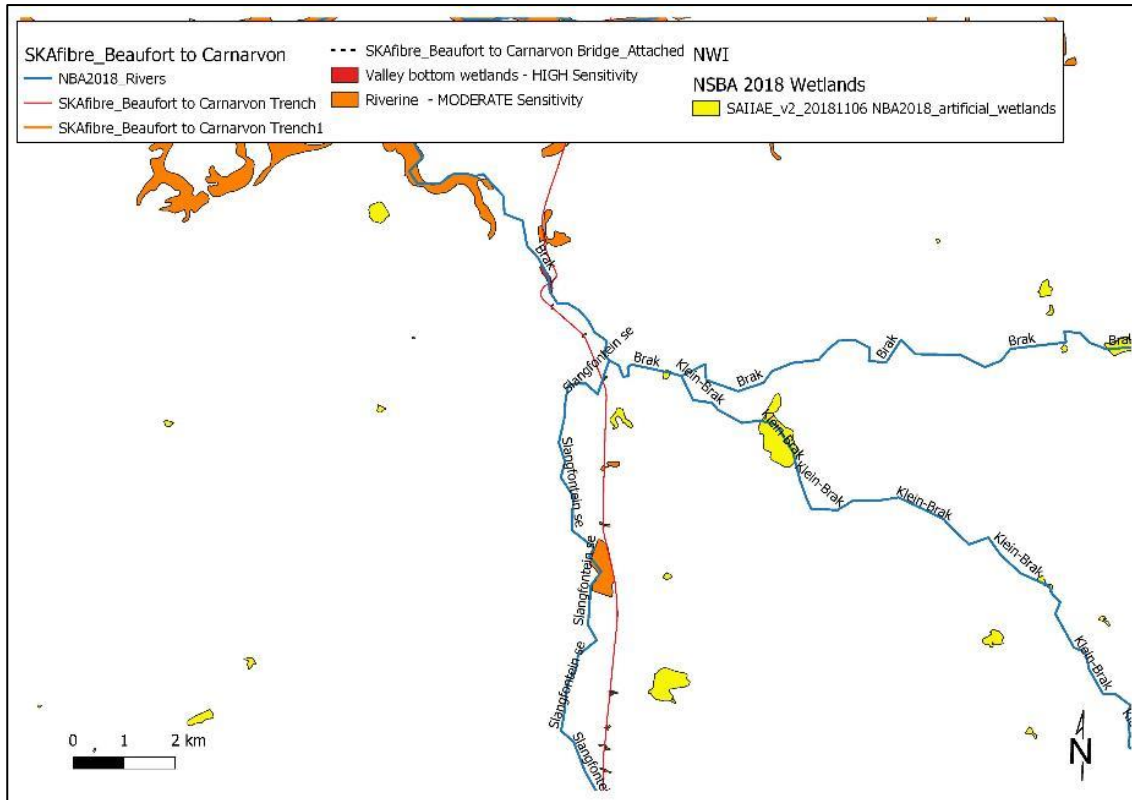 SKAfibre_Beaufort to Carnarvon
NBA2018_Rivers
SKAfibre_Beaufort to Carnarvon Trench
SKAfibre_Beaufort to Carnarvon Trench1
SKAfibre_Beaufort to Carnarvon Bridge_Attached
Valley bottom wetlands - HIGH Sensitivity
Riverine - MODERATE Sensitivity
NWI
NSBA 2018 Wetlands
SAIIAE_v2_20181106 NBA2018_artificial_wetlands
Brak
Slangfontein se
Brak
Klein-Brak
Brak
Brak
Brak
Brak
Klein-Brak
Klein-Brak
Klein-Brak
Klein-Brak
Klein-Brak
Slangfontein se
Slangfontein se
Slangfontein se
Slangfontein
0 1 2 km
N